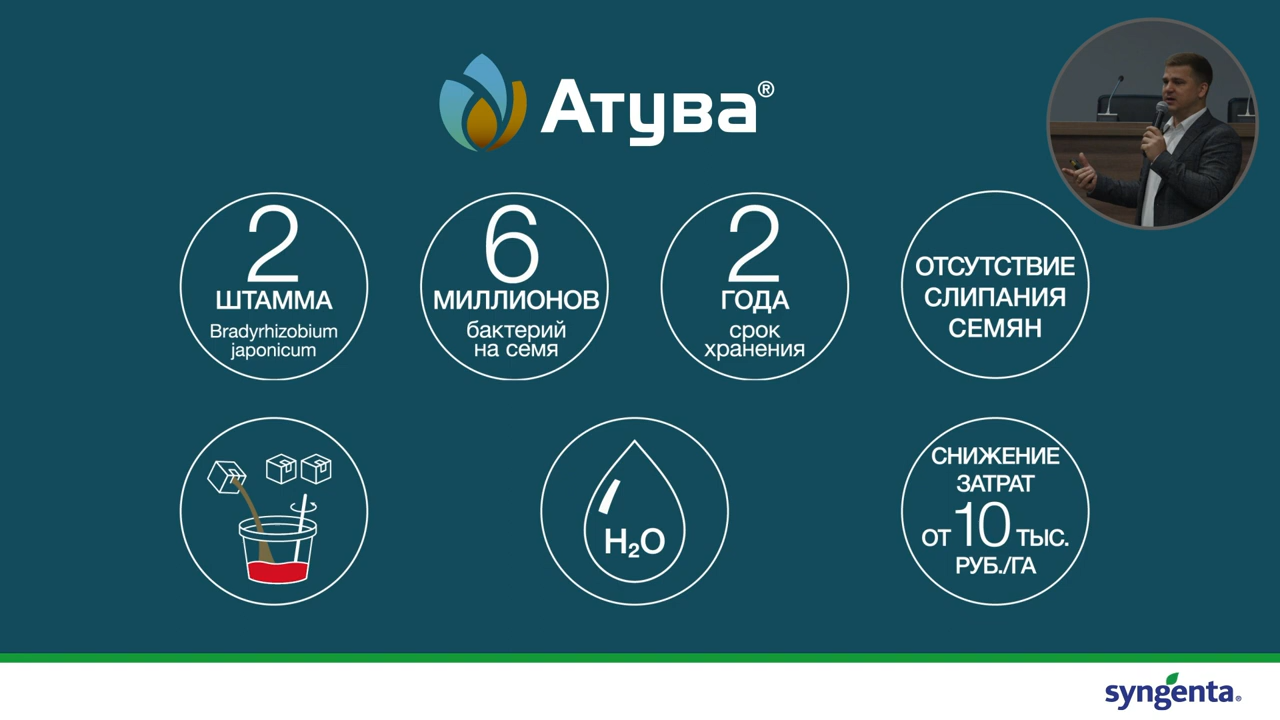 Атува®
2
ШТАММА
Bradyrhizobium
japonicum
6
МИЛЛИОНОВ
бактерий
на семя
2
ГОДА
срок
хранения
ОТСУТСТВИЕ
СЛИПАНИЯ
СЕМЯН
H₂O
СНИЖЕНИЕ
ЗАТРАТ
ОТ 10 ТЫС.
РУБ./ГА
syngenta®